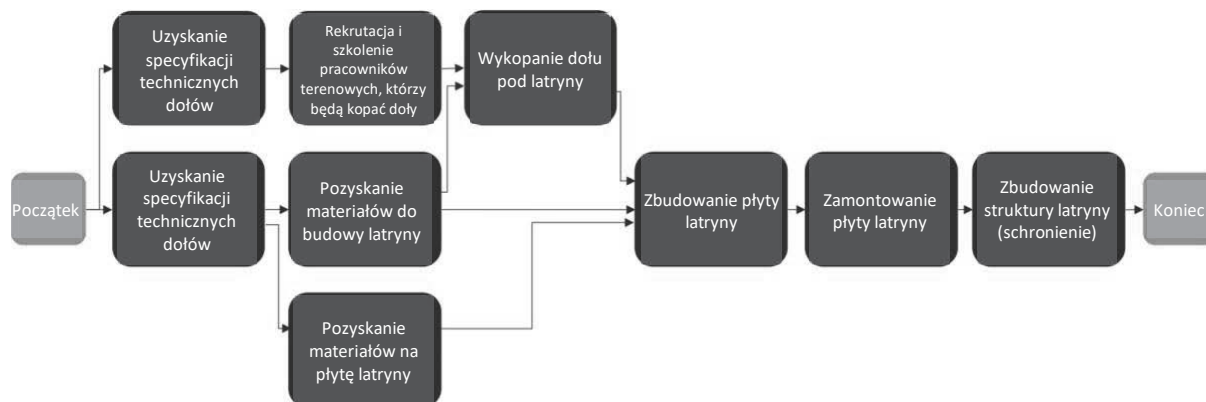 Uzyskanie
specyfikacji
technicznych
dołów
Rekrutacja i
szkolenie
pracowników
terenowych, którzy
będą kopać doły
Wykopanie dołu
pod latryny
Początek
Uzyskanie
specyfikacji
technicznych
dołów
Pozyskanie
materiałów do
budowy latryny
Zbudowanie płyty
latryny
Zamontowanie
płyty latryny
Zbudowanie
struktury latryny
(schronienie)
Koniec
Pozyskanie
materiałów na
płytę latryny